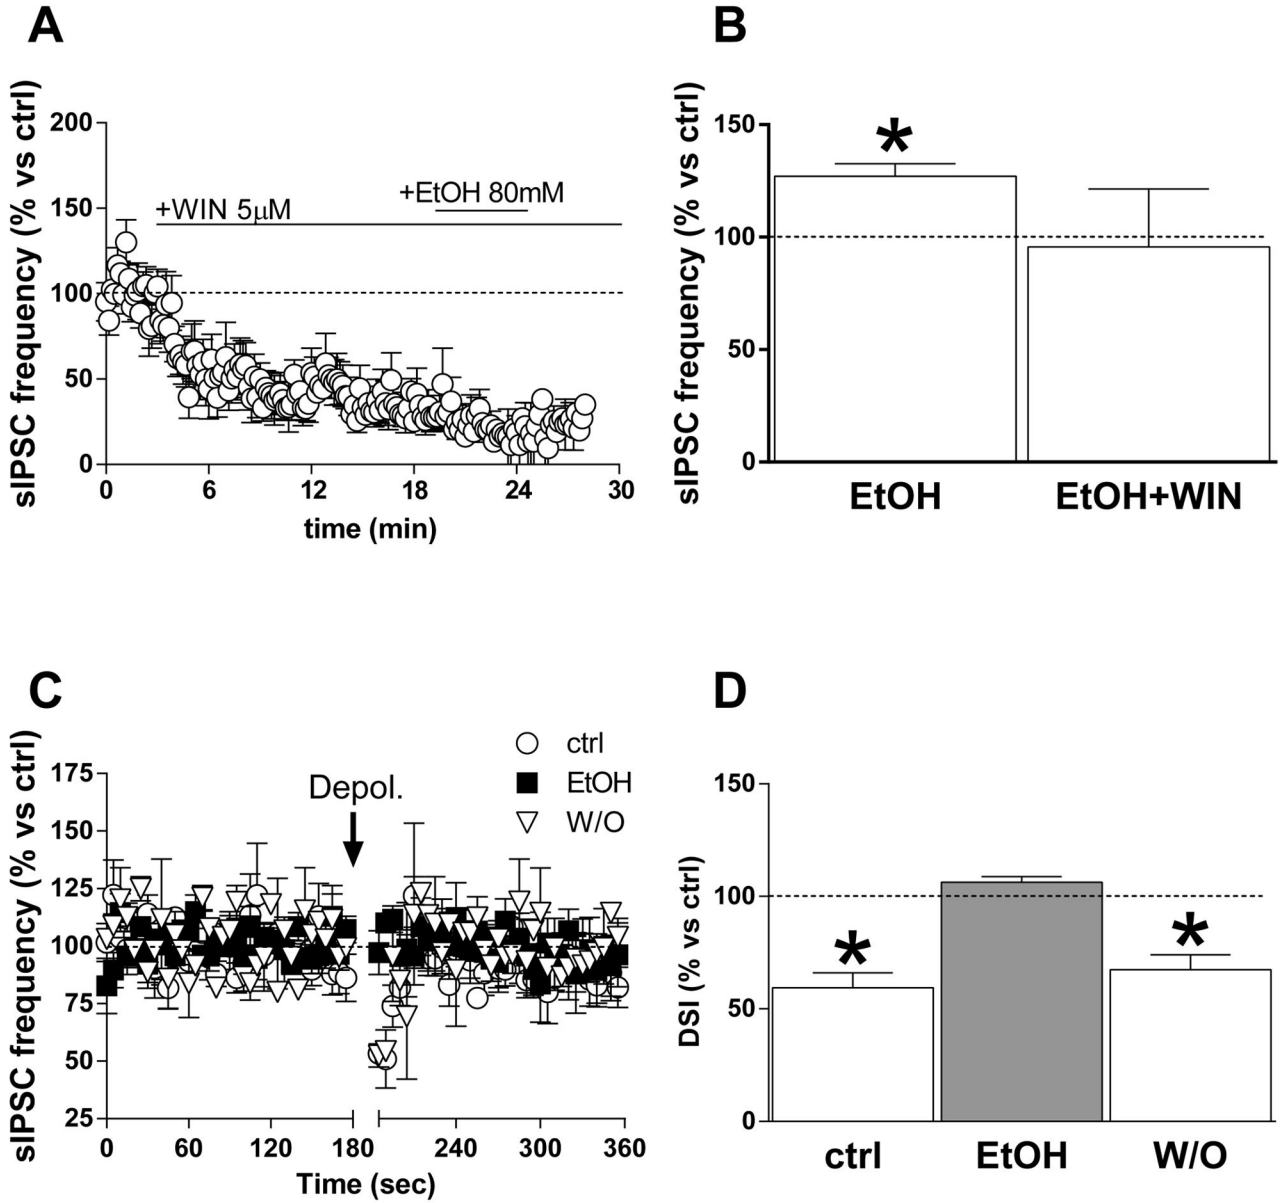 A
sIPSC frequency (% vs ctrl)
200
150
100
50
0
+WIN 5µM
+EtOH 80mM
0 6 12 18 24 30
time (min)
B
sIPSC frequency (% vs ctrl)
150
100
50
0
*
EtOH EtOH+WIN
C
sIPSC frequency (% vs ctrl)
175
150
125
100
75
50
25
Depol.
ctrl
EtOH
W/O
0 60 120 180 240 300 360
Time (sec)
D
DSI (% vs ctrl)
150
100
50
0
* *
ctrl EtOH W/O